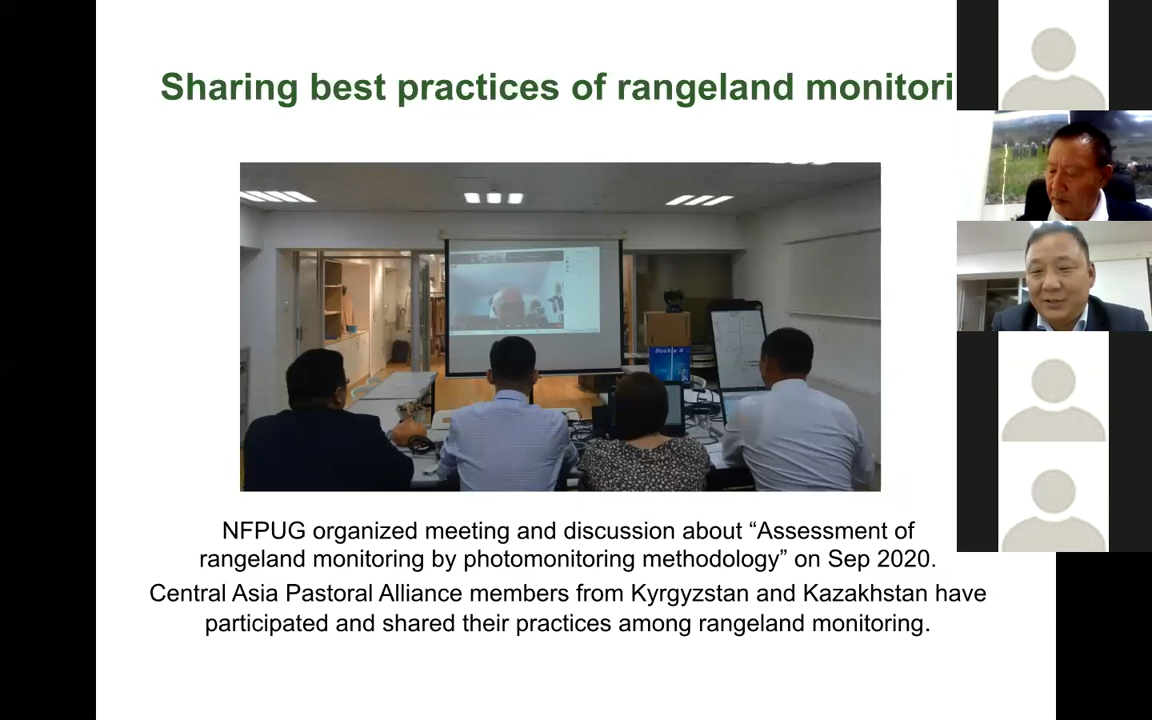 Sharing best practices of rangeland monitori
Double A
NFPUG organized meeting and discussion about “Assessment of
rangeland monitoring by photomonitoring methodology” on Sep 2020.
Central Asia Pastoral Alliance members from Kyrgyzstan and Kazakhstan have
participated and shared their practices among rangeland monitoring.